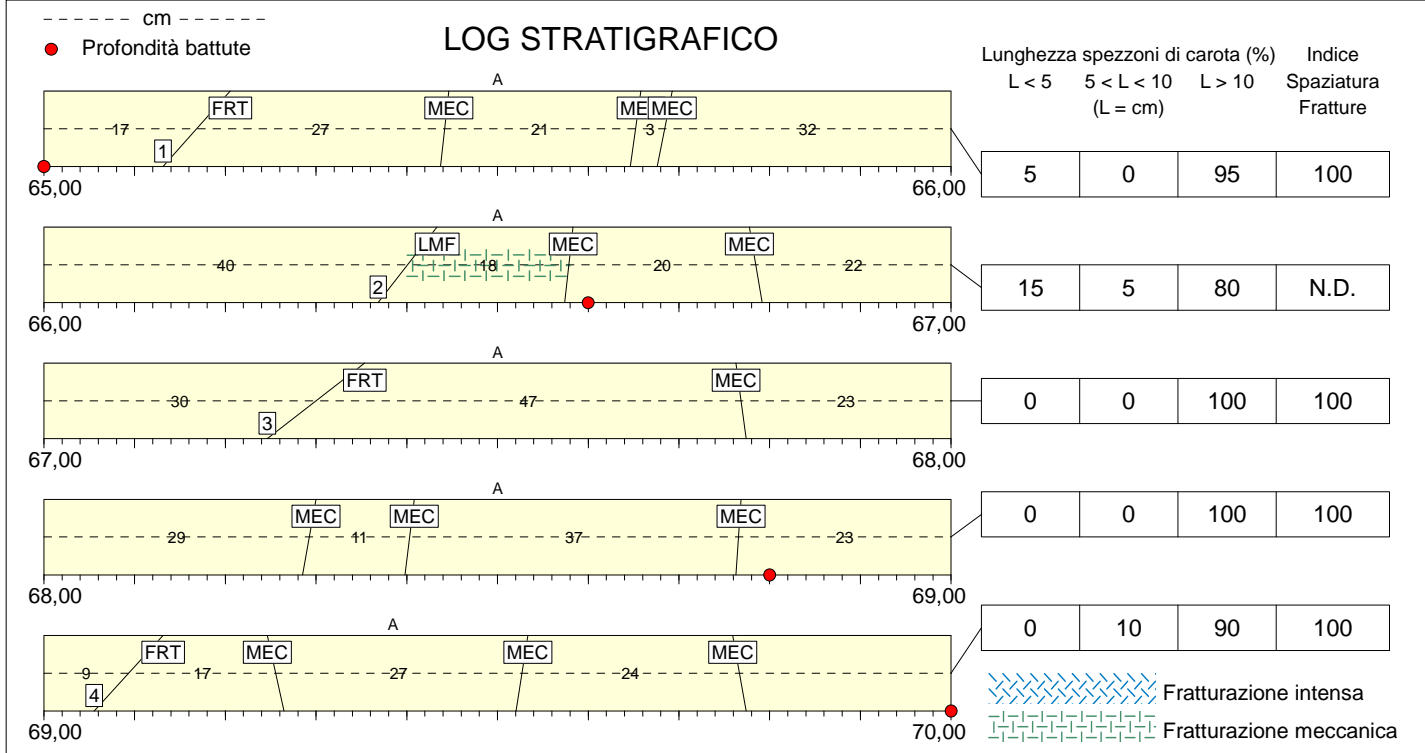 cm
Profondità battute
LOG STRATIGRAFICO
Lunghezza spezzoni di carota (%)
Indice
L < 5
5 < L < 10
L > 10
Spaziatura
(L = cm)
Fratture
A
FRT MEC ME MEC
17 27 21 3 32
1
65,00 66,00
5 0 95 100
A
LMF MEC MEC
40 18 20 22
2
66,00 67,00
15 5 80 N.D.
A
FRT MEC
30 47 23
3
67,00 68,00
0 0 100 100
A
MEC MEC MEC
29 11 37 23
68,00 69,00
0 0 100 100
A
FRT MEC MEC MEC
9 17 27 24
4
69,00 70,00
0 10 90 100
Fratturazione intensa
Fratturazione meccanica